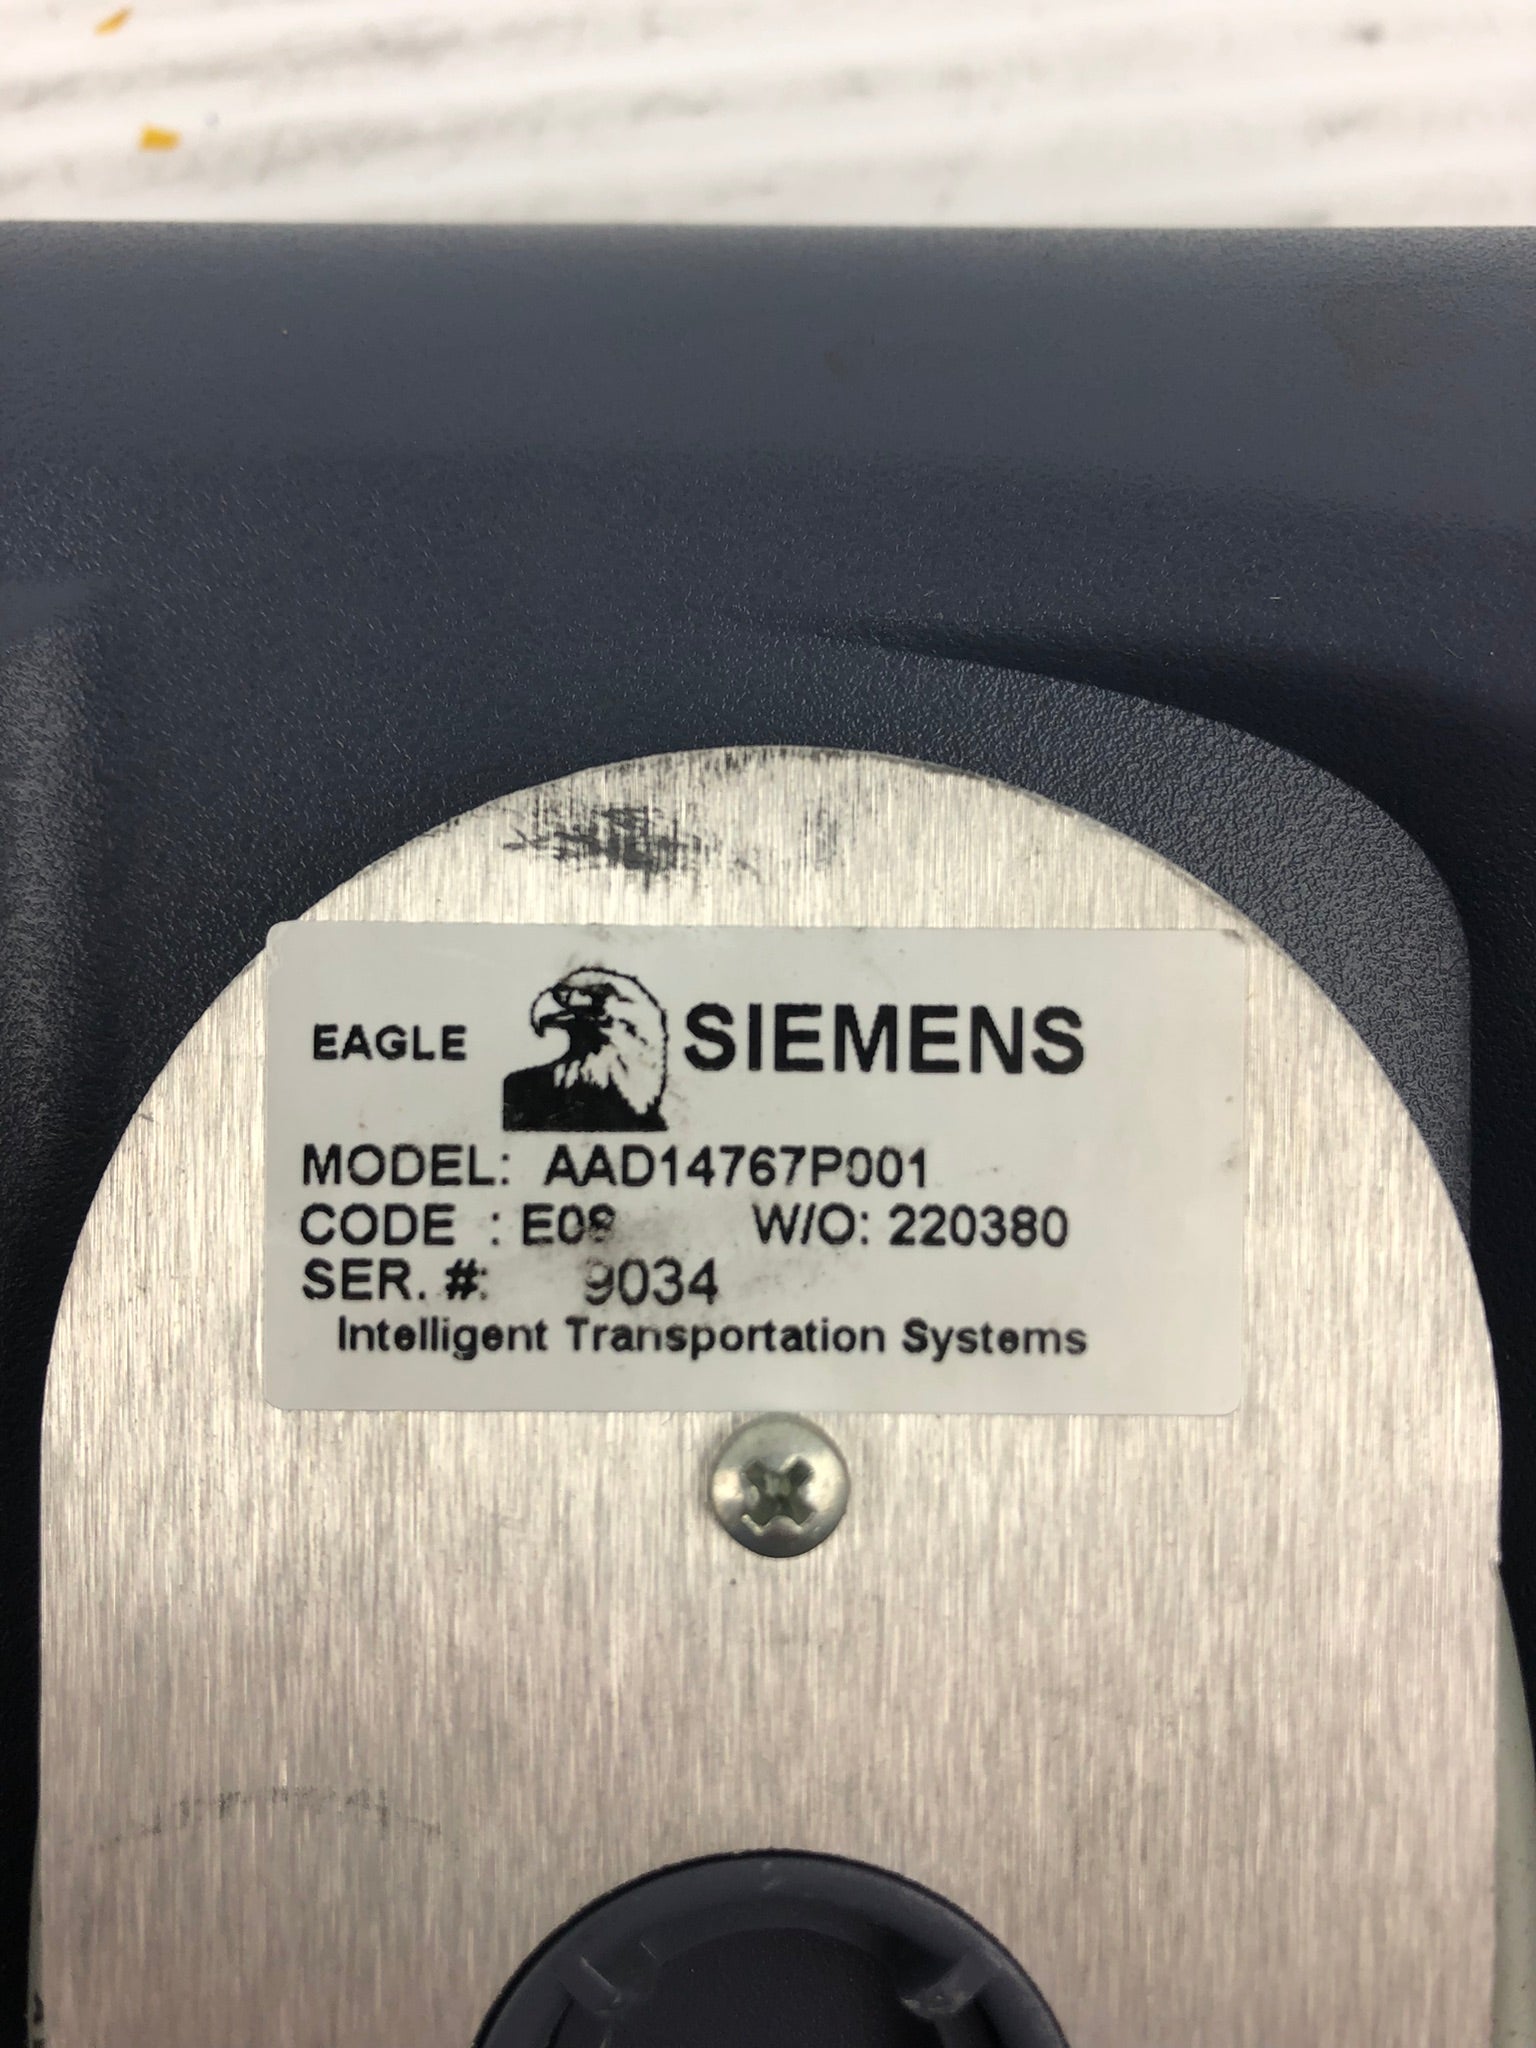 EAGLE SIEMENS
MODEL: AAD14767P001
CODE : E08 W/O: 220380
SER. #: 9034
Intelligent Transportation Systems